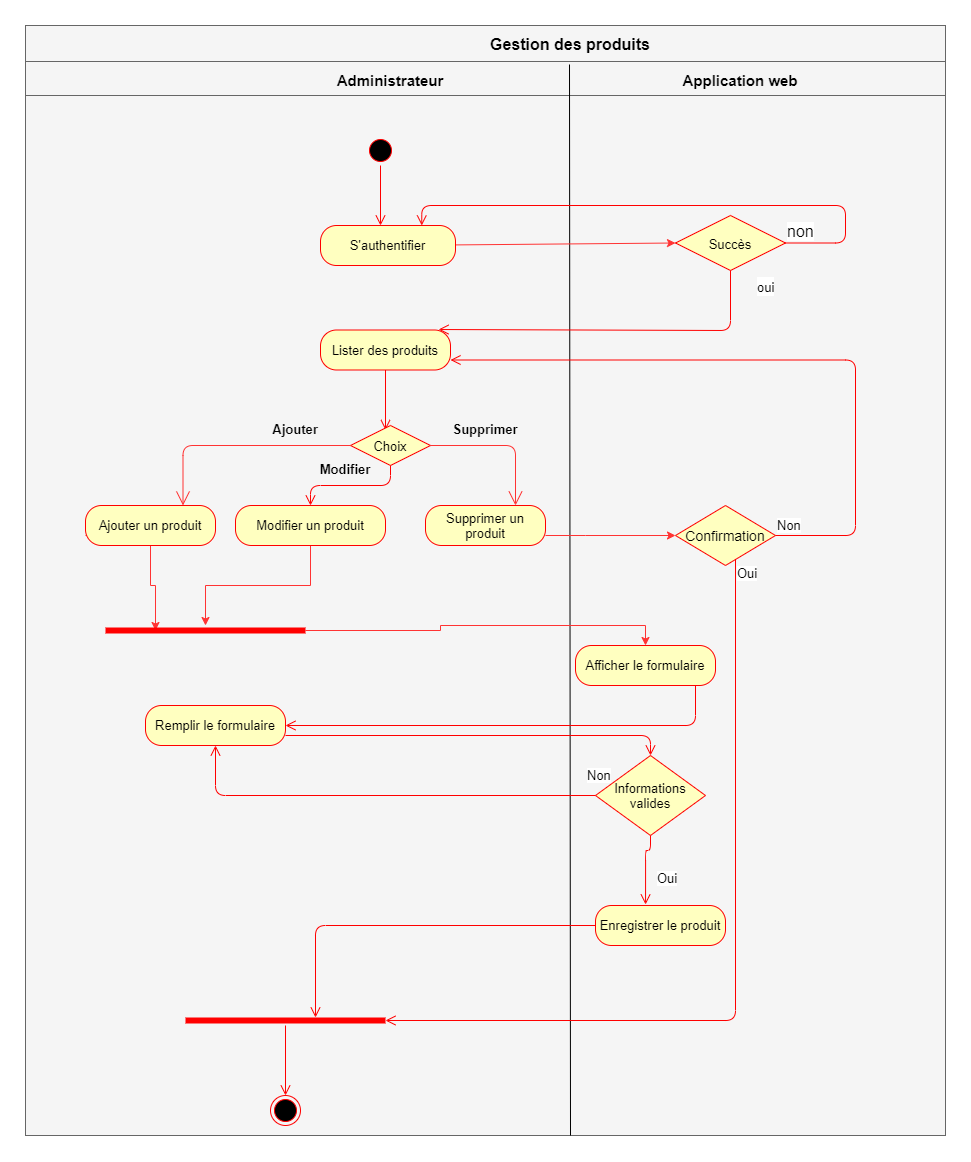 Gestion des produits
Administrateur
Application web
S'authentifier
Succès
non
oui
Lister des produits
Ajouter
Choix
Supprimer
Modifier
Ajouter un produit
Modifier un produit
Supprimer un
produit
Confirmation
Non
Oui
Afficher le formulaire
Remplir le formulaire
Non
Informations
valides
Oui
Enregistrer le produit